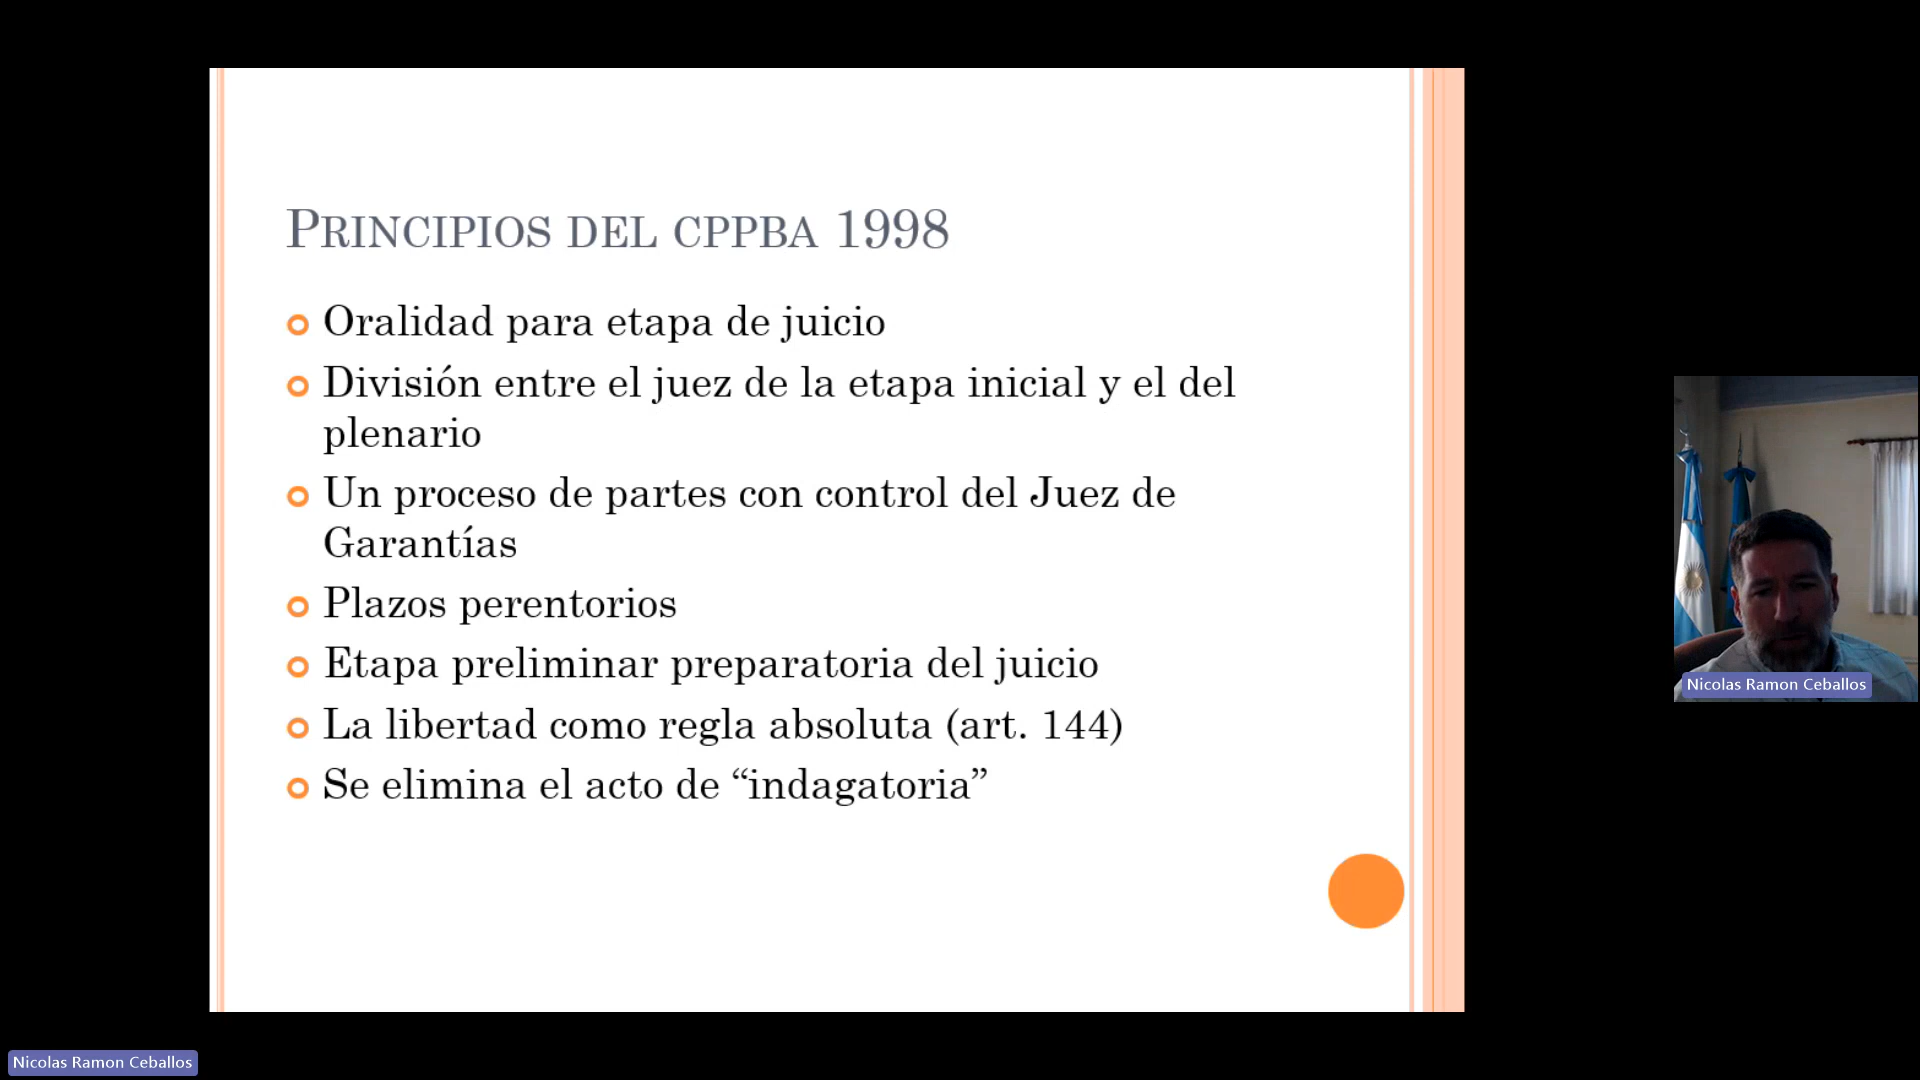 PRINCIPIOS DEL CPPBA 1998
Oralidad para etapa de juicio
División entre el juez de la etapa inicial y el del
plenario
Un proceso de partes con control del Juez de
Garantías
Plazos perentorios
Etapa preliminar preparatoria del juicio
La libertad como regla absoluta (art. 144)
Se elimina el acto de “indagatoria”
Nicolas Ramon Ceballos
Nicolas Ramon Ceballos